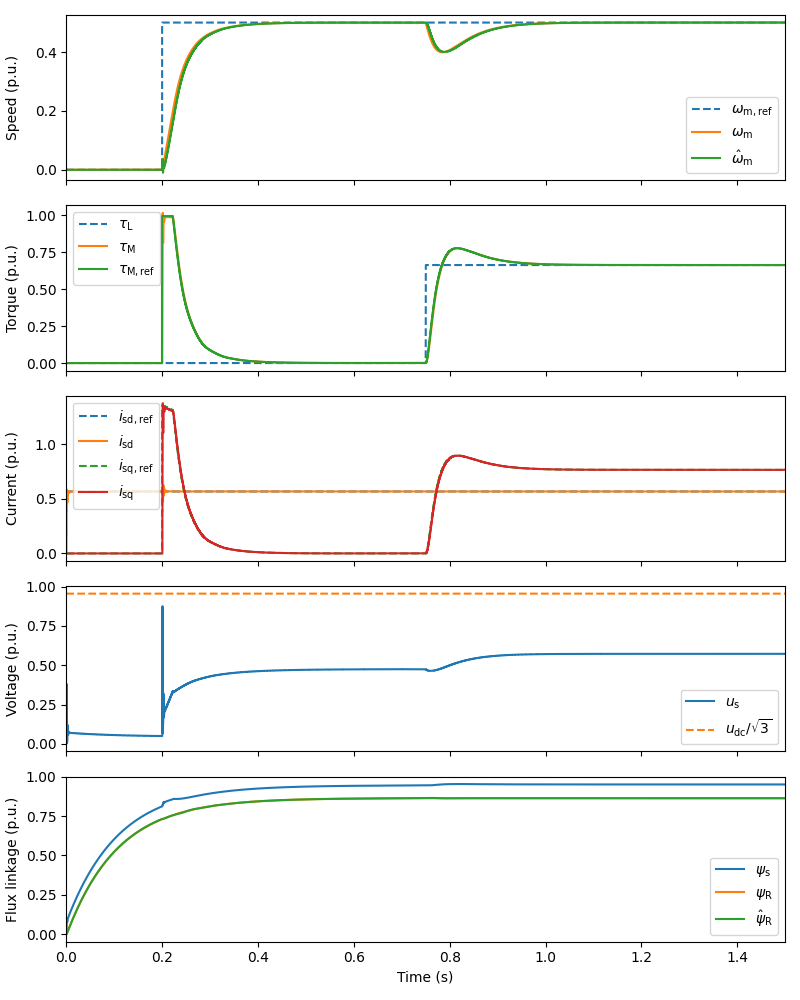 Speed (p.u.)
0.4
0.2
0.0
ω_m,ref
ω_m
ω̂_m
Torque (p.u.)
1.00
0.75
0.50
0.25
0.00
τ_L
τ_M
τ_M,ref
Current (p.u.)
1.0
0.5
0.0
i_sd,ref
i_sd
i_sq,ref
i_sq
Voltage (p.u.)
1.00
0.75
0.50
0.25
0.00
u_s
u_dc/√3
Flux linkage (p.u.)
1.00
0.75
0.50
0.25
0.00
ψ_s
ψ_R
ψ̂_R
0.0 0.2 0.4 0.6 0.8 1.0 1.2 1.4
Time (s)